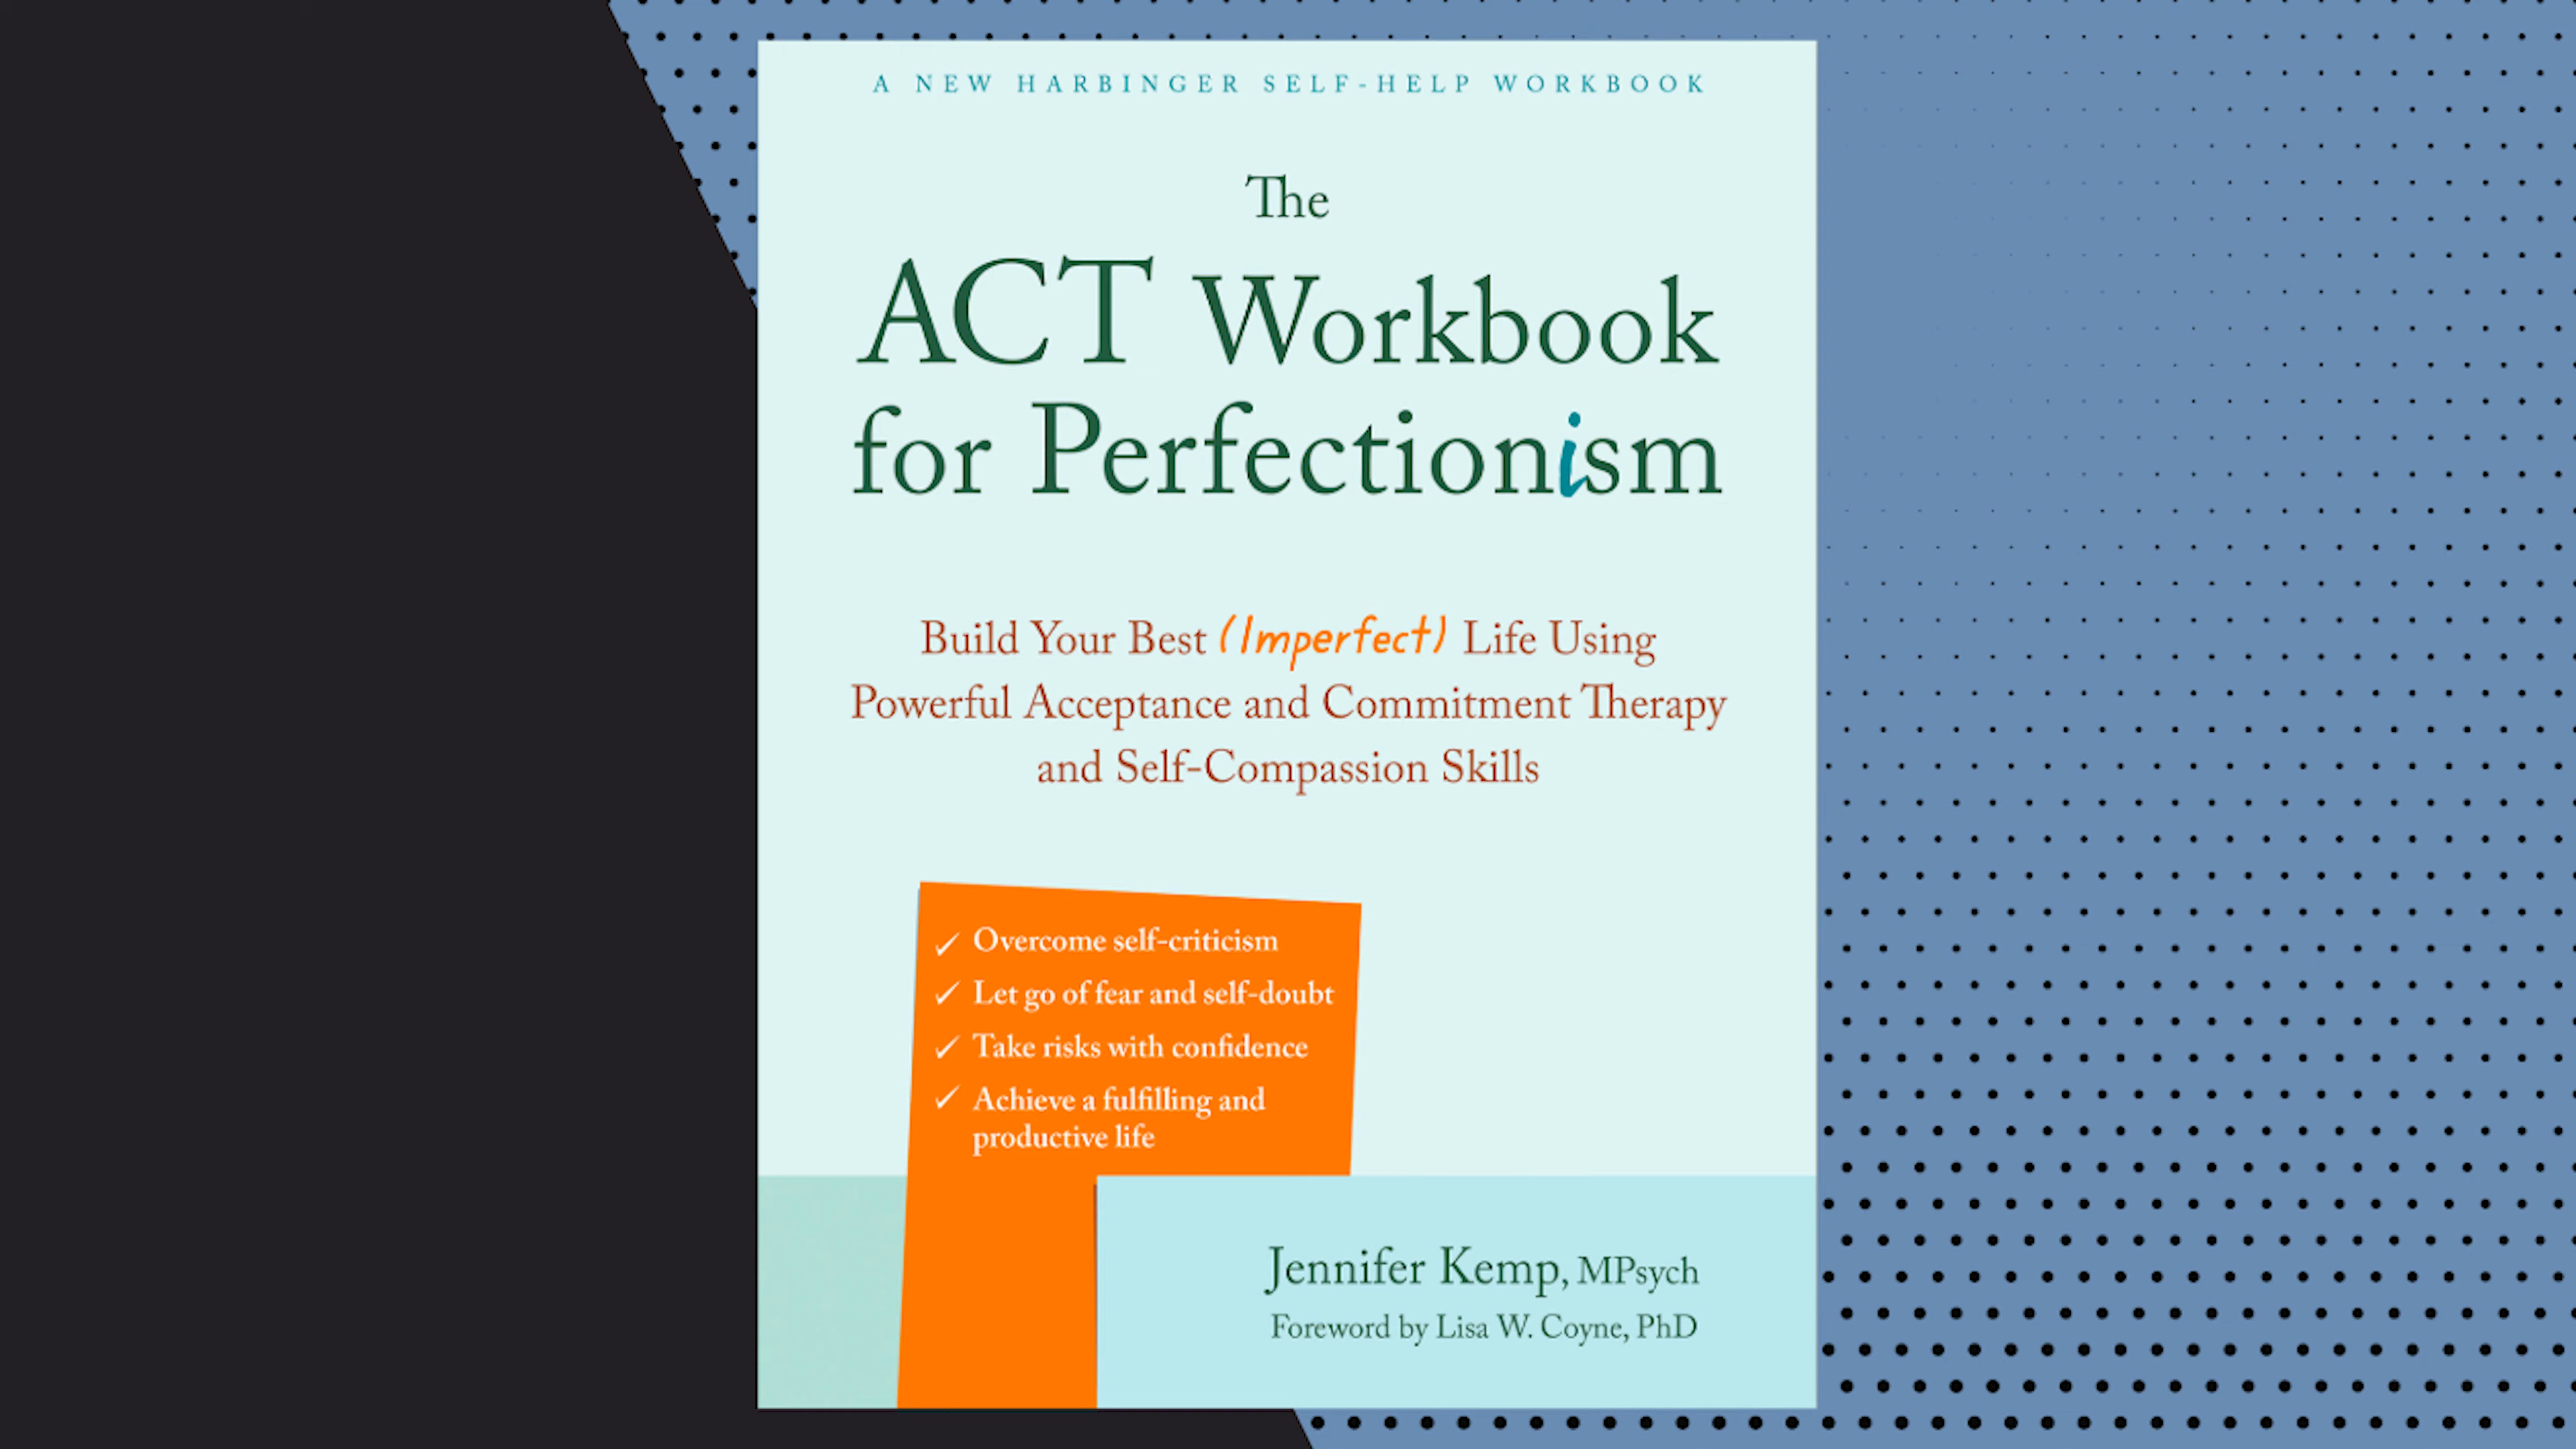 A NEW HARBINGER SELF-HELP WORKBOOK
The
ACT Workbook
for Perfectionism
Build Your Best (Imperfect) Life Using
Powerful Acceptance and Commitment Therapy
and Self-Compassion Skills
✓ Overcome self-criticism
✓ Let go of fear and self-doubt
✓ Take risks with confidence
✓ Achieve a fulfilling and
productive life
Jennifer Kemp, MPsych
Foreword by Lisa W. Coyne, PhD